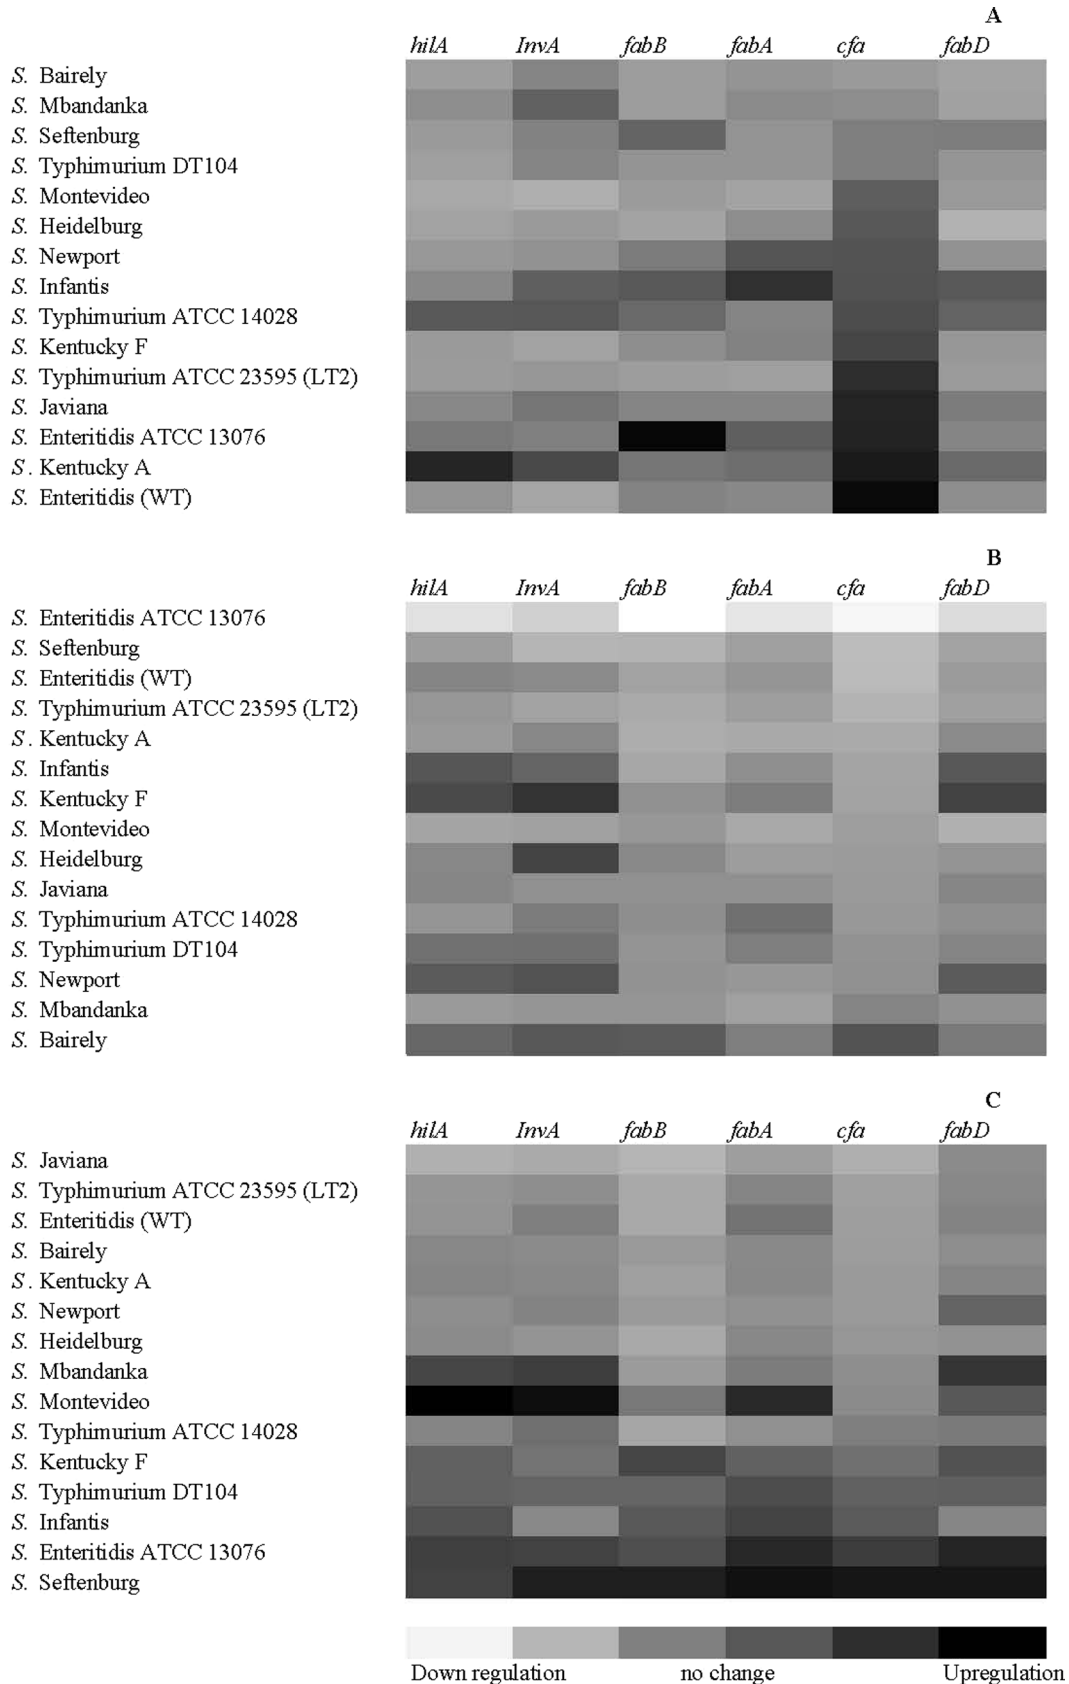 A
hilA InvA fabB fabA cfa fabD
S. Bairely
S. Mbandanka
S. Seftenburg
S. Typhimurium DT104
S. Montevideo
S. Heidelburg
S. Newport
S. Infantis
S. Typhimurium ATCC 14028
S. Kentucky F
S. Typhimurium ATCC 23595 (LT2)
S. Javiana
S. Enteritidis ATCC 13076
S. Kentucky A
S. Enteritidis (WT)
B
hilA InvA fabB fabA cfa fabD
S. Enteritidis ATCC 13076
S. Seftenburg
S. Enteritidis (WT)
S. Typhimurium ATCC 23595 (LT2)
S. Kentucky A
S. Infantis
S. Kentucky F
S. Montevideo
S. Heidelburg
S. Javiana
S. Typhimurium ATCC 14028
S. Typhimurium DT104
S. Newport
S. Mbandanka
S. Bairely
C
hilA InvA fabB fabA cfa fabD
S. Javiana
S. Typhimurium ATCC 23595 (LT2)
S. Enteritidis (WT)
S. Bairely
S. Kentucky A
S. Newport
S. Heidelburg
S. Mbandanka
S. Montevideo
S. Typhimurium ATCC 14028
S. Kentucky F
S. Typhimurium DT104
S. Infantis
S. Enteritidis ATCC 13076
S. Seftenburg
Down regulation no change Upregulation